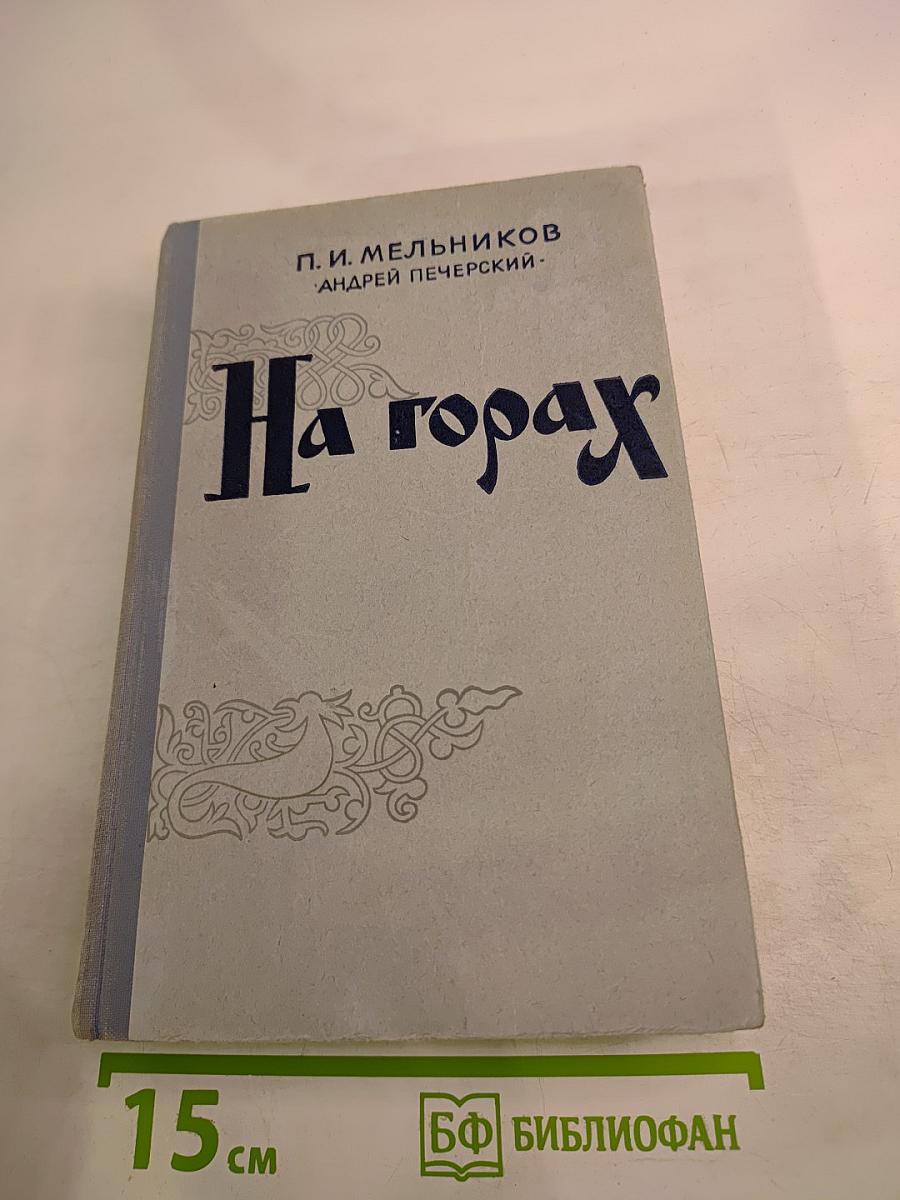 П. И. МЕЛЬНИКОВ
·АНДРЕЙ ПЕЧЕРСКИЙ·
На горах
15 см
БФ БИБЛИОФАН